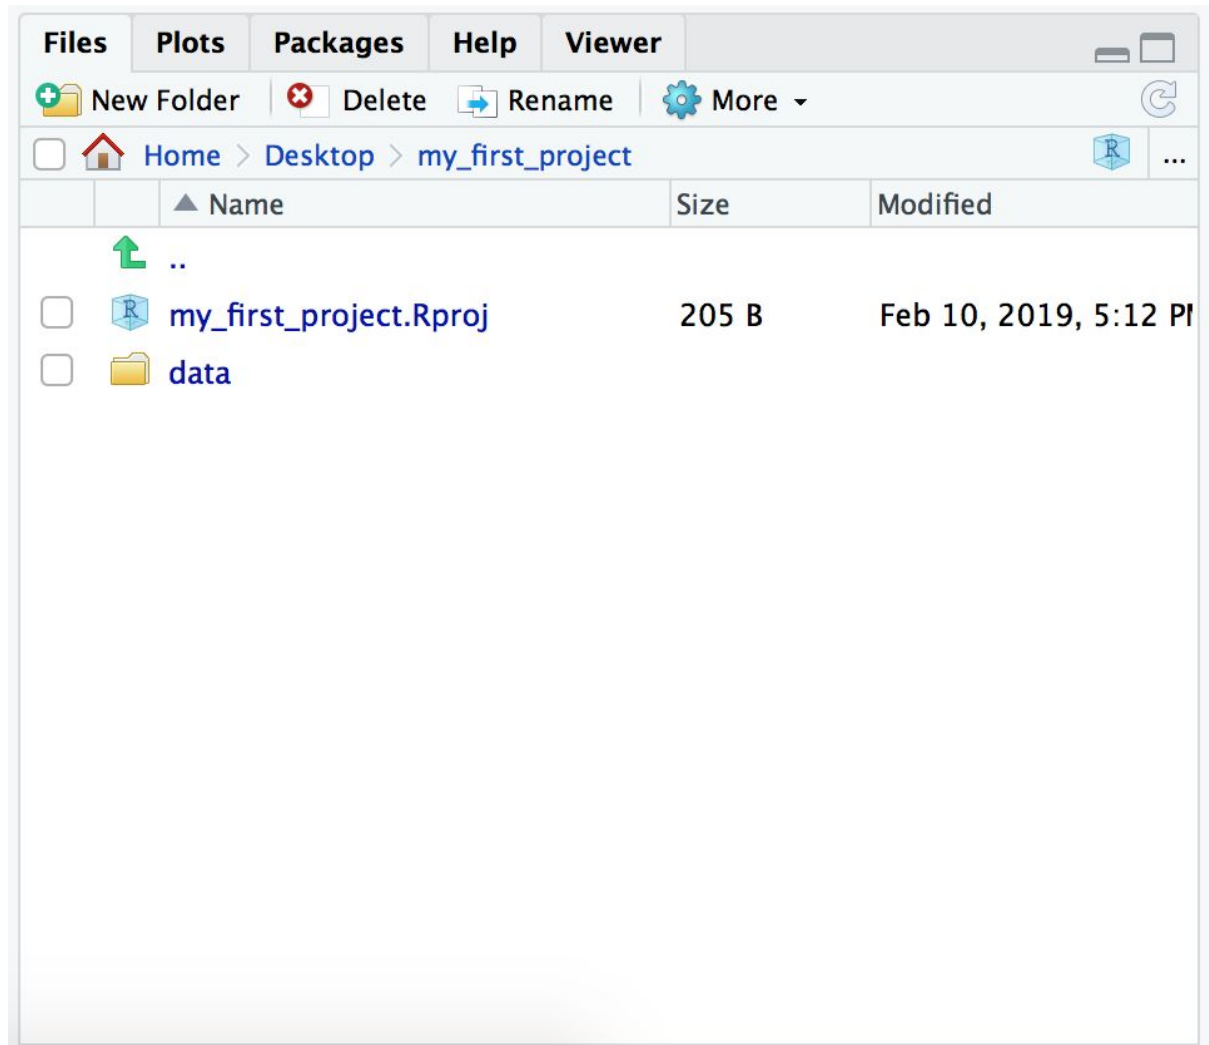 Files Plots Packages Help Viewer
New Folder Delete Rename More
Home > Desktop > my_first_project R ...
Name Size Modified
..
R my_first_project.Rproj 205 B Feb 10, 2019, 5:12 P
data